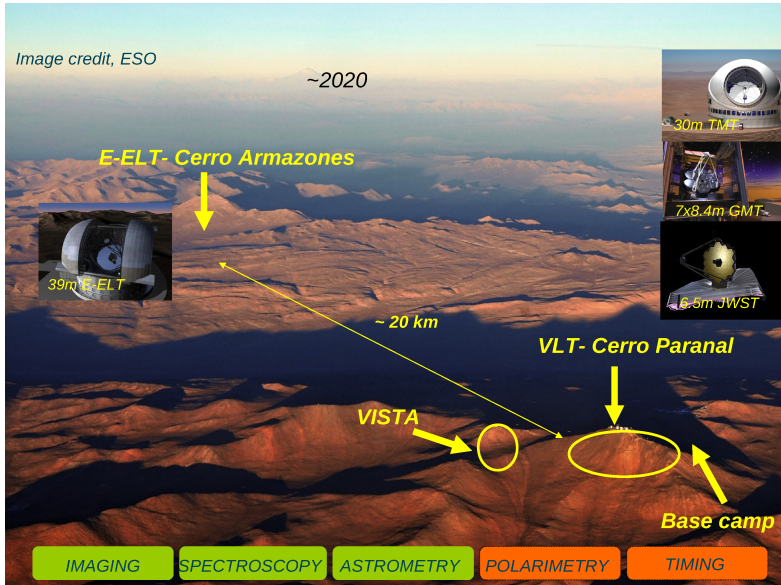 Image credit, ESO
~2020
30m TMT
E-ELT- Cerro Armazones
7x8.4m GMT
39m E-ELT
6.5m JWST
~ 20 km
VLT- Cerro Paranal
VISTA
Base camp
IMAGING
SPECTROSCOPY
ASTROMETRY
POLARIMETRY
TIMING